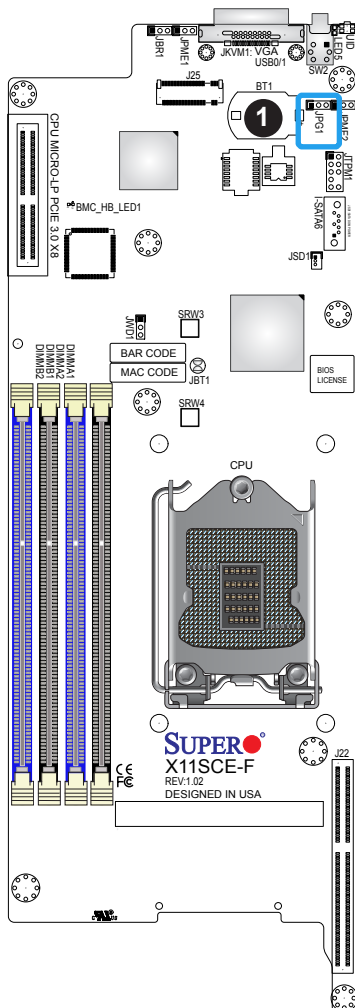 JBR1
JPME1
JKVM1: VGA
USB0/1
SW2
LED5
UID
J25
BT1
1
JPG1
JPME2
CPU MICRO-LP PCIE 3.0 X8
JTPM1
I-SATA6
BMC_HB_LED1
JSD1
JWD1
SRW3
BAR CODE
MAC CODE
JBT1
BIOS
LICENSE
DIMMB2
DIMMB1
DIMMA2
DIMMA1
SRW4
CPU
SUPER
X11SCE-F
REV:1.02
DESIGNED IN USA
CE
FC
J22